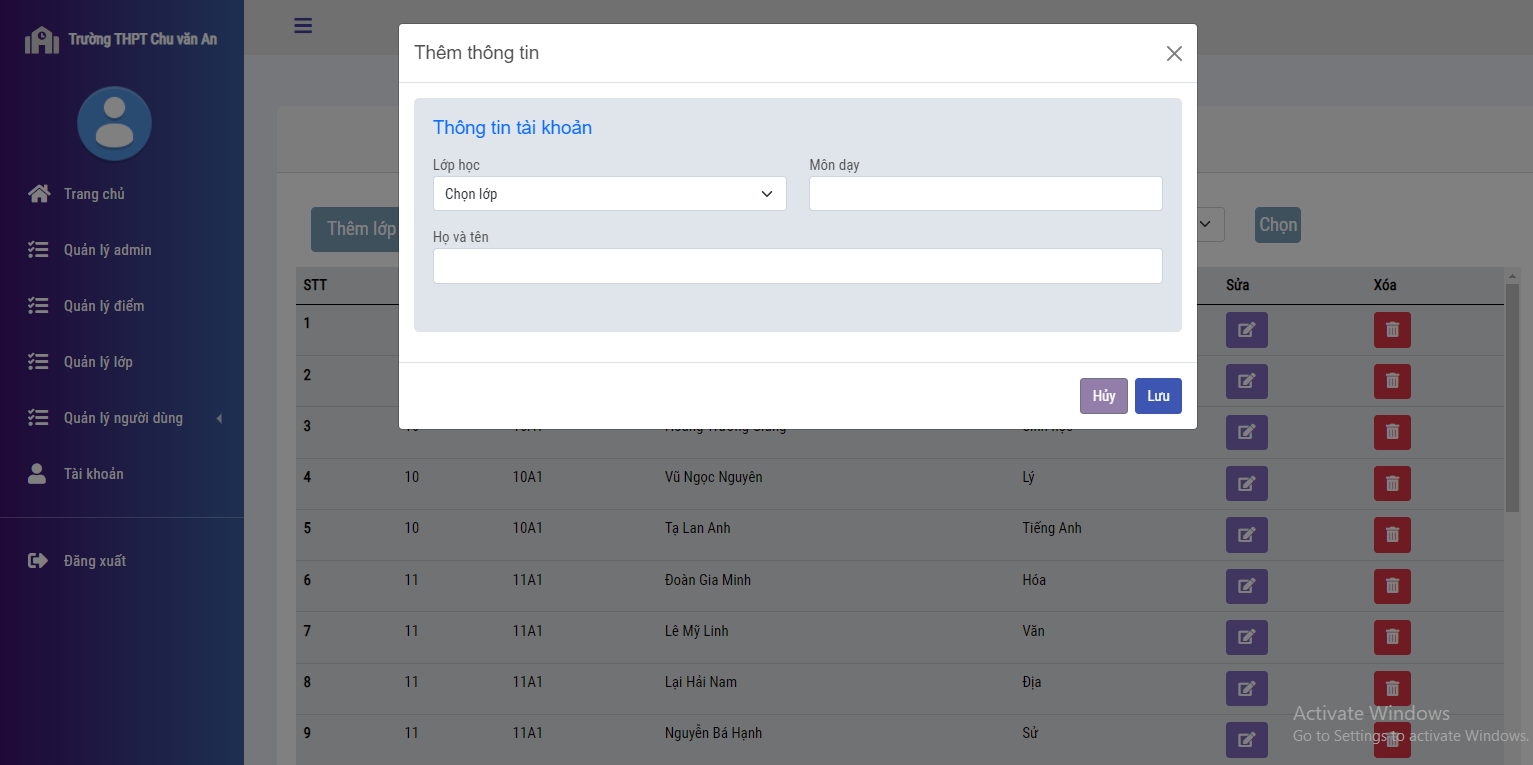 Trường THPT Chu văn An
Trang chủ
Quản lý admin
Quản lý điểm
Quản lý lớp
Quản lý người dùng
Tài khoản
Đăng xuất
Thêm thông tin
Thông tin tài khoản
Lớp học Môn dạy
Chọn lớp
Họ và tên
Hủy Lưu
Thêm lớp Chọn
STT Sửa Xóa
1
2
3
4 10 10A1 Vũ Ngọc Nguyên Lý
5 10 10A1 Tạ Lan Anh Tiếng Anh
6 11 11A1 Đoàn Gia Minh Hóa
7 11 11A1 Lê Mỹ Linh Văn
8 11 11A1 Lại Hải Nam Địa
9 11 11A1 Nguyễn Bá Hạnh Sử
Activate Windows
Go to Settings to activate Windows.